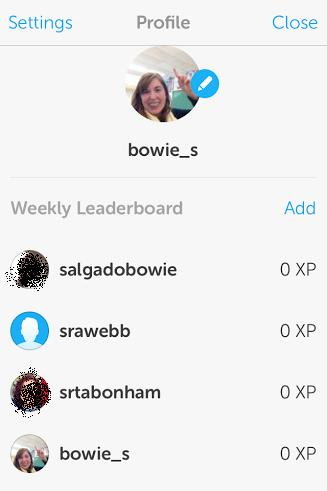 Settings Profile Close
bowie_s
Weekly Leaderboard Add
salgadobowie 0 XP
srawebb 0 XP
srtabonham 0 XP
bowie_s 0 XP